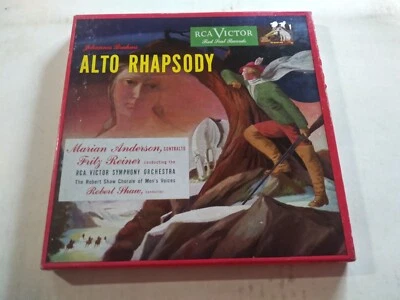 RCA VICTOR
Red Seal Records
Johannes Brahms
ALTO RHAPSODY
Marian Anderson, CONTRALTO
Fritz Reiner conducting the
RCA VICTOR SYMPHONY ORCHESTRA
The Robert Shaw Chorale of Men's Voices
Robert Shaw, conductor